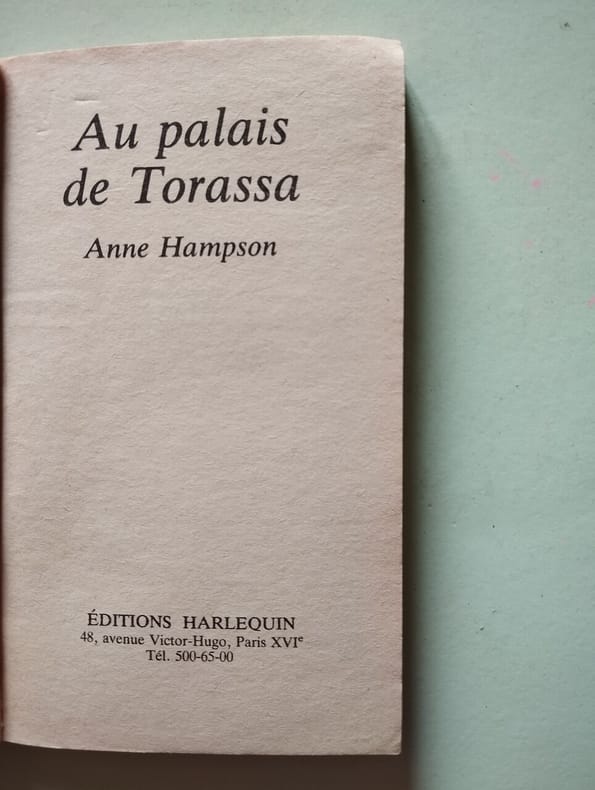 Au palais
de Torassa
Anne Hampson
ÉDITIONS HARLEQUIN
48, avenue Victor-Hugo, Paris XVIᵉ
Tél. 500-65-00